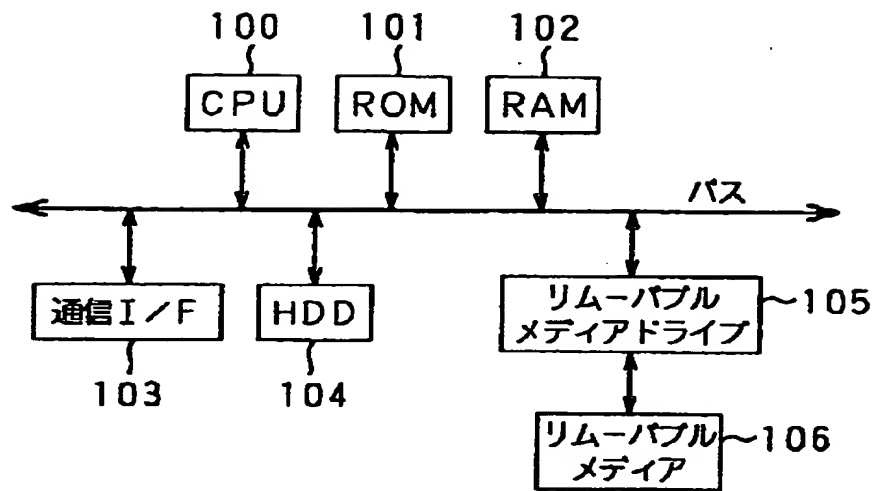 100
101
102
CPU
ROM
RAM
バス
通信I/F
HDD
リムーバブル
メディアドライブ
105
103
104
リムーバブル
メディア
106